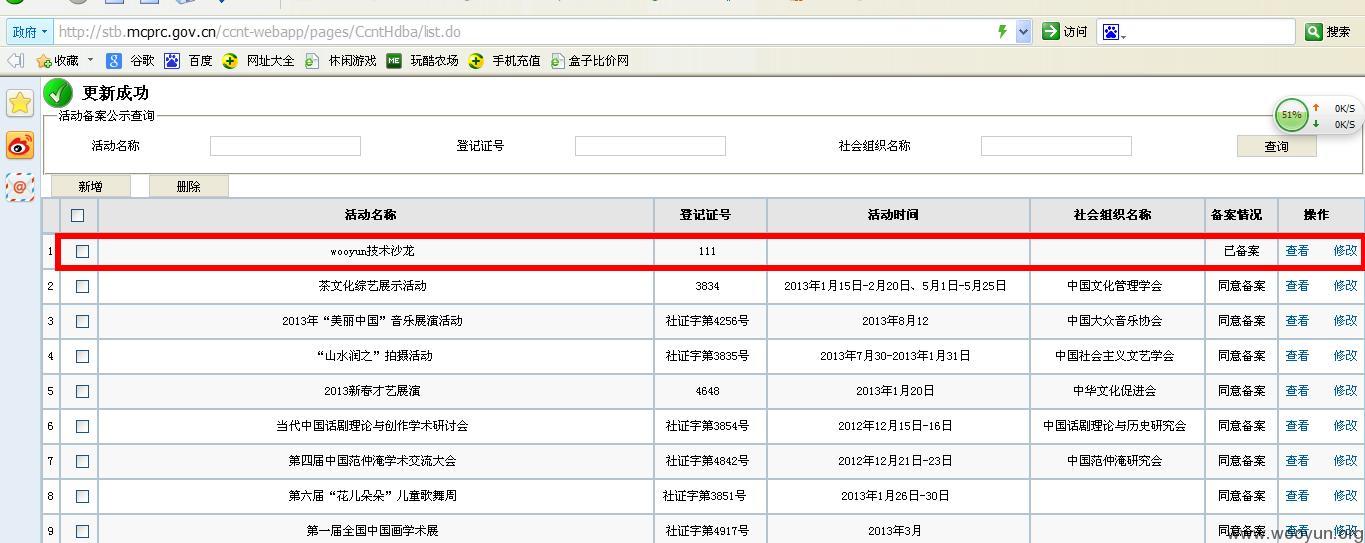 政府 http://stb.mcprc.gov.cn/ccnt-webapp/pages/CcntHdba/list.do 访问 搜索
收藏 谷歌 百度 网址大全 休闲游戏 ME 玩酷农场 手机充值 盒子比价网
更新成功
活动备案公示查询
51% 0K/S
0K/S
活动名称 登记证号 社会组织名称 查询
新增 删除
活动名称 登记证号 活动时间 社会组织名称 备案情况 操作
1 wooyun技术沙龙 111 已备案 查看 修改
2 茶文化综艺展示活动 3834 2013年1月15日-2月20日、5月1日-5月25日 中国文化管理学会 同意备案 查看 修改
3 2013年“美丽中国”音乐展演活动 社证字第4256号 2013年8月12 中国大众音乐协会 同意备案 查看 修改
4 “山水润之”拍摄活动 社证字第3835号 2013年7月30-2013年1月31日 中国社会主义文艺学会 同意备案 查看 修改
5 2013新春才艺展演 4648 2013年1月20日 中华文化促进会 同意备案 查看 修改
6 当代中国话剧理论与创作学术研讨会 社证字第3854号 2012年12月15日-16日 中国话剧理论与历史研究会 同意备案 查看 修改
7 第四届中国范仲淹学术交流大会 社证字第4842号 2012年12月21日-23日 中国范仲淹研究会 同意备案 查看 修改
8 第六届“花儿朵朵”儿童歌舞周 社证字第3851号 2013年1月26日-30日 同意备案 查看 修改
9 第一届全国中国画学术展 社证字第4917号 2013年3月 同意备案 查看 修改
www.wooyun.org